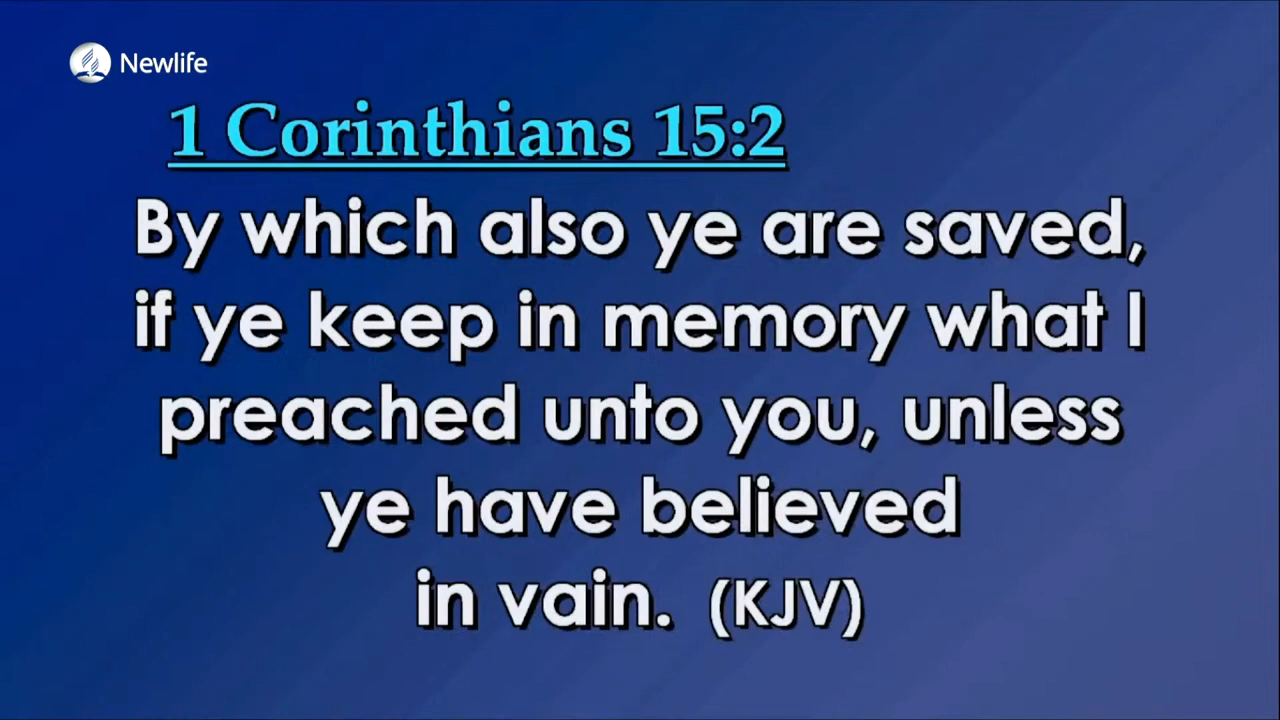 Newlife
1 Corinthians 15:2
By which also ye are saved,
if ye keep in memory what I
preached unto you, unless
ye have believed
in vain. (KJV)